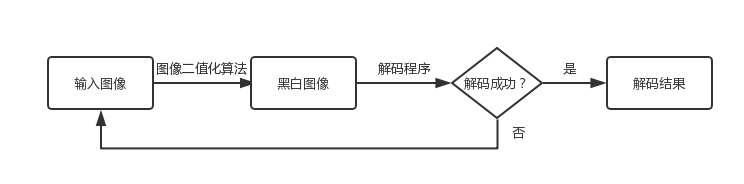 输入图像
图像二值化算法
黑白图像
解码程序
解码成功？
是
解码结果
否